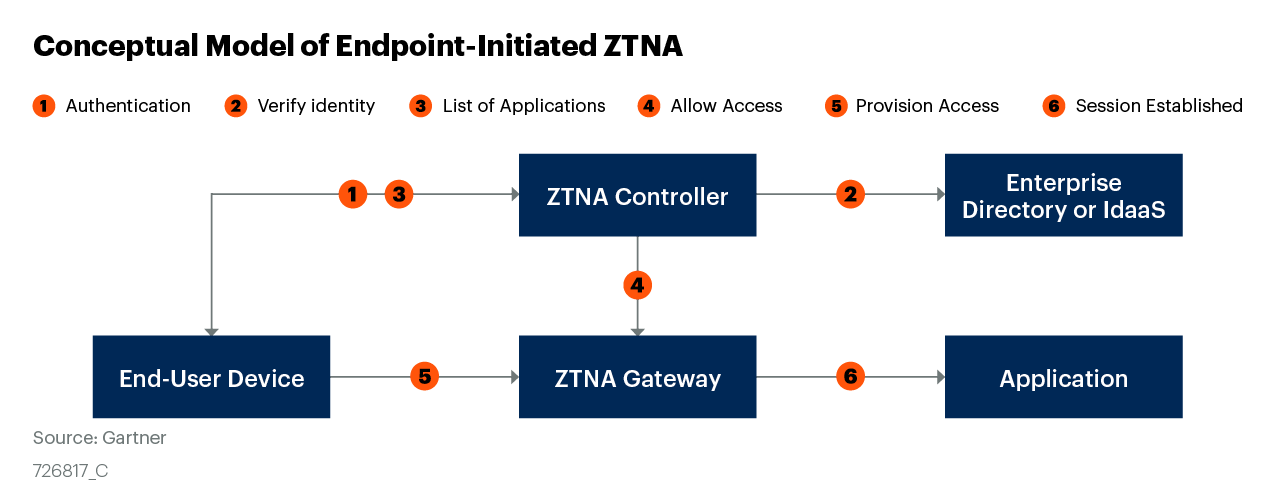 Conceptual Model of Endpoint-Initiated ZTNA
1 Authentication 2 Verify identity 3 List of Applications 4 Allow Access 5 Provision Access 6 Session Established
1 3 ZTNA Controller 2 Enterprise
Directory or IdaaS
4
End-User Device 5 ZTNA Gateway 6 Application
Source: Gartner
726817_C